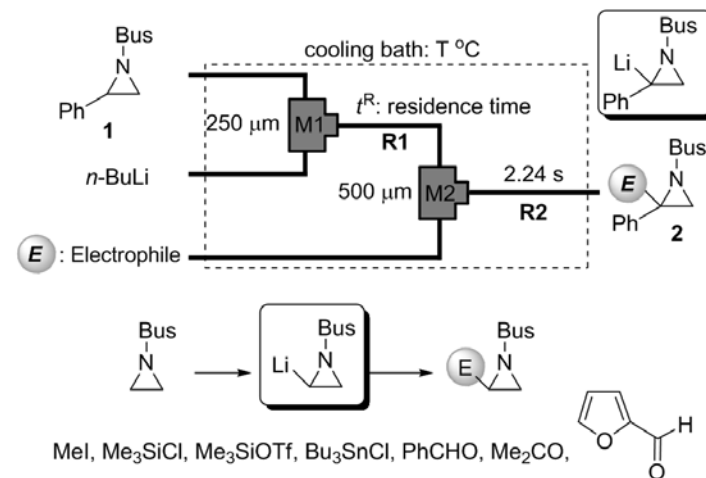 Bus
N
Ph
1
n-BuLi
E : Electrophile
cooling bath: T °C
250 μm
M1
tR: residence time
R1
500 μm
M2
2.24 s
R2
Bus
Li
N
Ph
Bus
E
N
Ph
2
Bus
N
Bus
Li
N
Bus
E
N
MeI, Me3SiCl, Me3SiOTf, Bu3SnCl, PhCHO, Me2CO,
O
H
O